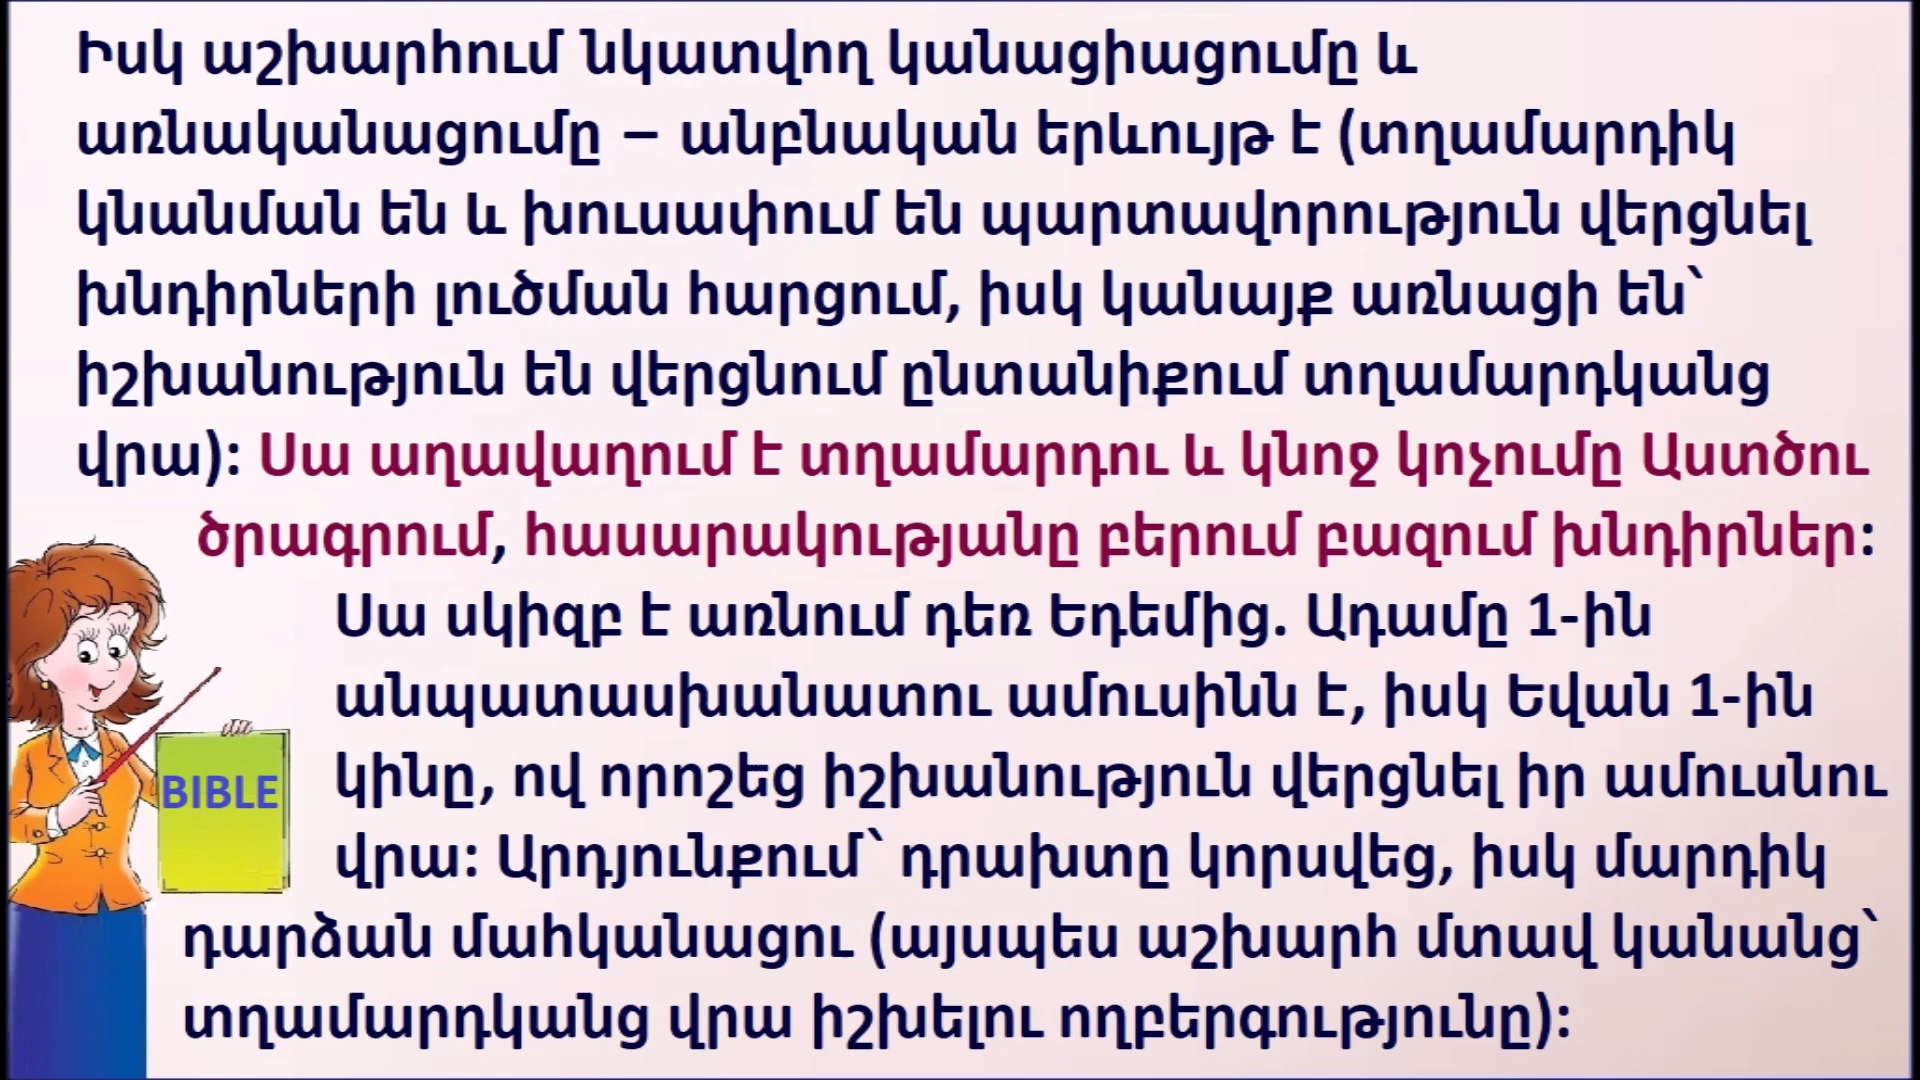 Իսկ աշխարհում նկատվող կանացիացումը և
առնականացումը – անբնական երևույթ է (տղամարդիկ
կնանման են և խուսափում են պարտավորություն վերցնել
խնդիրների լուծման հարցում, իսկ կանայք առնացի են՝
իշխանություն են վերցնում ընտանիքում տղամարդկանց
վրա)։ Սա աղավաղում է տղամարդու և կնոջ կոչումը Աստծու
ծրագրում, հասարակությանը բերում բազում խնդիրներ։
Սա սկիզբ է առնում դեռ Եդեմից. Ադամը 1-ին
անպատասխանատու ամուսինն է, իսկ Եվան 1-ին
կինը, ով որոշեց իշխանություն վերցնել իր ամուսնու
վրա։ Արդյունքում՝ դրախտը կորսվեց, իսկ մարդիկ
դարձան մահկանացու (այսպես աշխարհ մտավ կանանց՝
տղամարդկանց վրա իշխելու ողբերգությունը)։
BIBLE